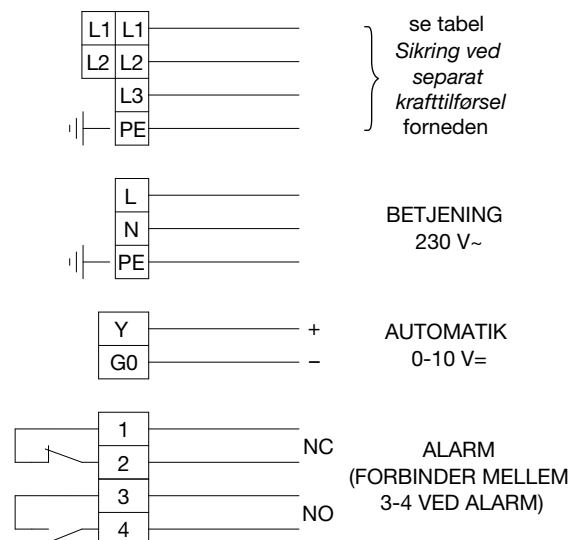 L1 L1
L2 L2
L3
PE
se tabel
Sikring ved
separat
krafttilførsel
forneden
L
N
PE
BETJENING
230 V~
Y +
G0 –
AUTOMATIK
0-10 V=
1
2
NC
3
4
NO
ALARM
(FORBINDER MELLEM
3-4 VED ALARM)